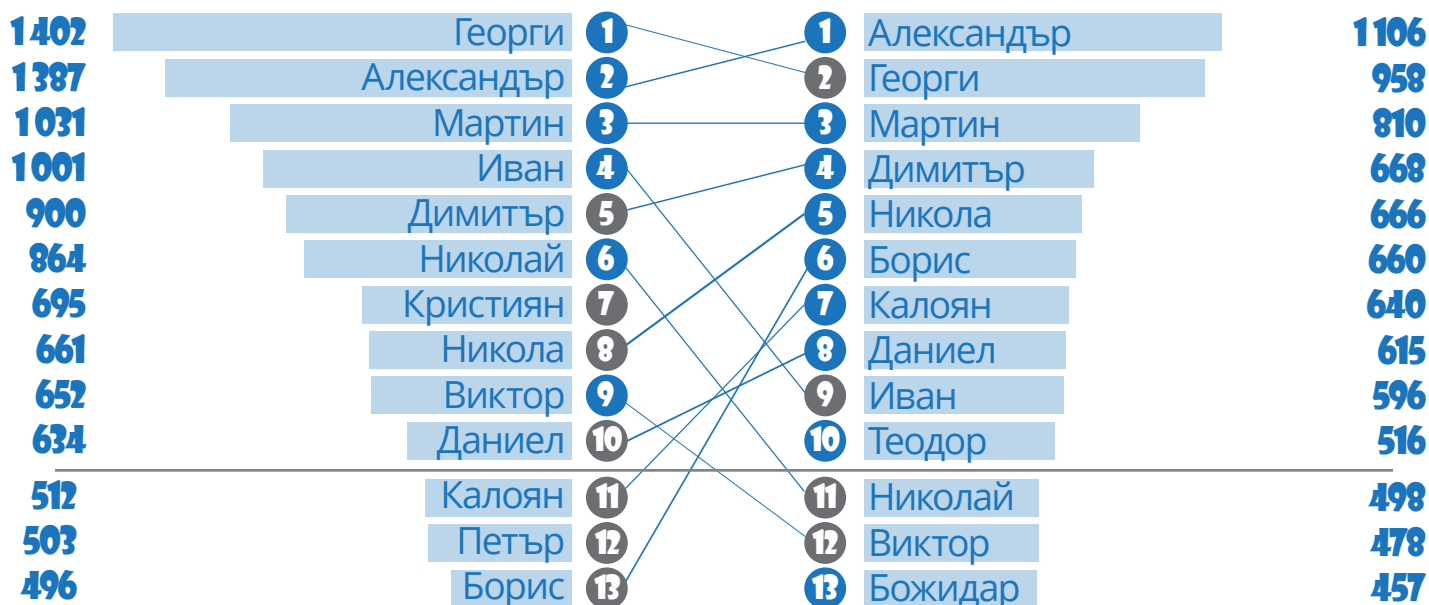 1402 Георги 1 1 Александър 1106
1387 Александър 2 2 Георги 958
1031 Мартин 3 3 Мартин 810
1001 Иван 4 4 Димитър 668
900 Димитър 5 5 Никола 666
864 Николай 6 6 Борис 660
695 Кристиян 7 7 Калоян 640
661 Никола 8 8 Даниел 615
652 Виктор 9 9 Иван 596
634 Даниел 10 10 Теодор 516
512 Калоян 11 11 Николай 498
503 Петър 12 12 Виктор 478
496 Борис 13 13 Божидар 457